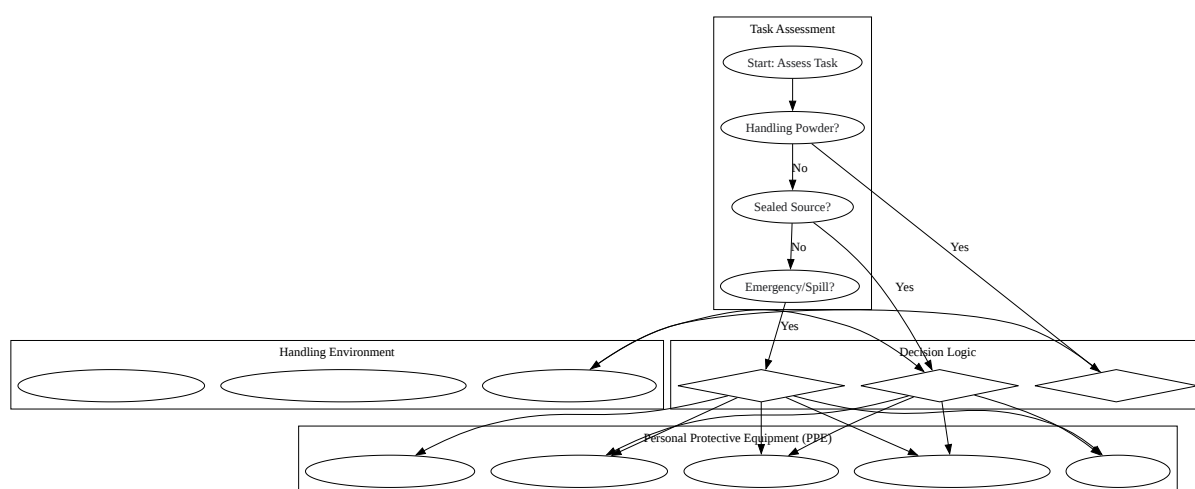 Task Assessment
Start: Assess Task
Handling Powder?
No
Sealed Source?
Yes
No
Yes
Emergency/Spill?
Yes
Handling Environment
Decision Logic
Personal Protective Equipment (PPE)